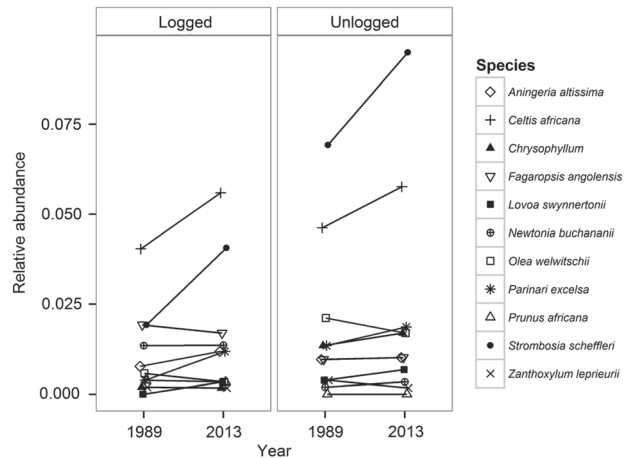 Logged
Unlogged
Relative abundance
0.075
0.050
0.025
0.000
1989
2013
1989
2013
Year
Species
Aningeria altissima
Celtis africana
Chrysophyllum
Fagaropsis angolensis
Lovoa swynnertonii
Newtonia buchananii
Olea welwitschii
Parinari excelsa
Prunus africana
Strombosia scheffleri
Zanthoxylum leprieurii